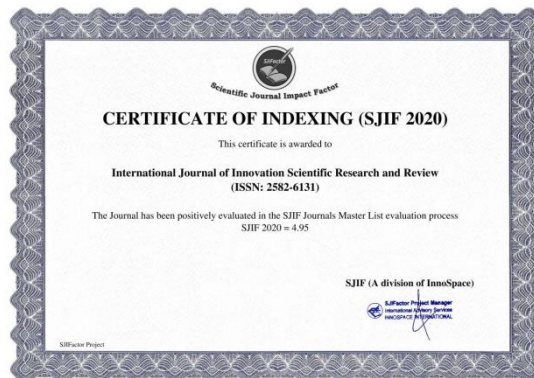 SJIFactor
Scientific Journal Impact Factor
CERTIFICATE OF INDEXING (SJIF 2020)
This certificate is awarded to
International Journal of Innovation Scientific Research and Review
(ISSN: 2582-6131)
The Journal has been positively evaluated in the SJIF Journals Master List evaluation process
SJIF 2020 = 4.95
SJIF (A division of InnoSpace)
SJIFactor Project Manager
International Advisory Services
INNOSPACE INTERNATIONAL
SJIFactor Project